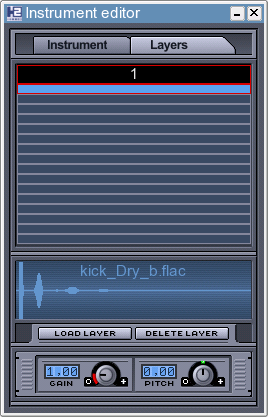 Instrument editor
Instrument Layers
1
kick_Dry_b.flac
LOAD LAYER DELETE LAYER
1.00 0.00
GAIN PITCH